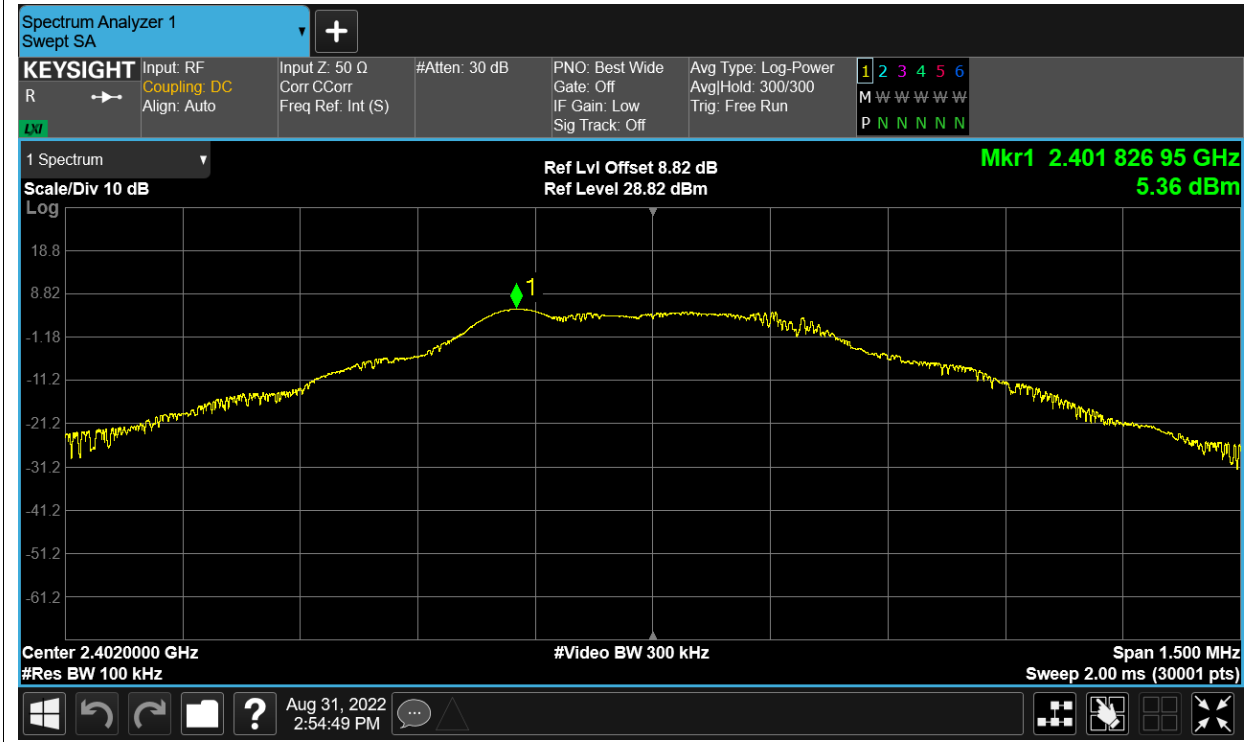 Spectrum Analyzer 1
Swept SA
KEYSIGHT
R
LXI
Input: RF
Coupling: DC
Align: Auto
Input Z: 50 Ω
Corr CCorr
Freq Ref: Int (S)
#Atten: 30 dB
PNO: Best Wide
Gate: Off
IF Gain: Low
Sig Track: Off
Avg Type: Log-Power
Avg|Hold: 300/300
Trig: Free Run
1 2 3 4 5 6
M W W W W W
P N N N N N
1 Spectrum
Scale/Div 10 dB
Log
Ref Lvl Offset 8.82 dB
Ref Level 28.82 dBm
Mkr1 2.401 826 95 GHz
5.36 dBm
18.8
8.82
1
-1.18
-11.2
-21.2
-31.2
-41.2
-51.2
-61.2
Center 2.4020000 GHz
#Video BW 300 kHz
Span 1.500 MHz
#Res BW 100 kHz
Sweep 2.00 ms (30001 pts)
?
Aug 31, 2022
2:54:49 PM